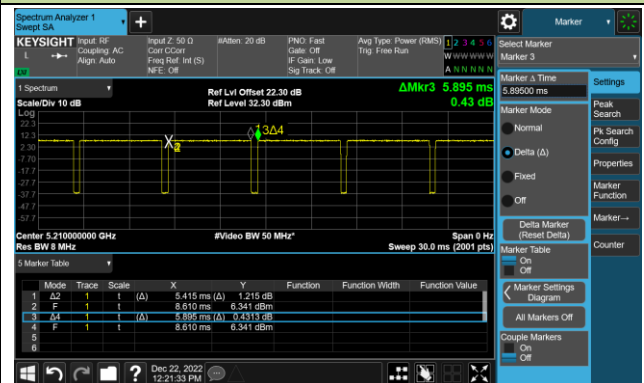 Spectrum Analyzer 1
Swept SA
Marker
KEYSIGHT
Input: RF
Coupling: AC
Align: Auto
Input Z: 50 Ω
Corr CCorr
Freq Ref: Int (S)
NFE: Off
#Atten: 20 dB
PNO: Fast
Gate: Off
IF Gain: Low
Sig Track: Off
Avg Type: Power (RMS)
Trig: Free Run
1 2 3 4 5 6
W W W W W W
A N N N N N
L
LXI
Select Marker
Marker 3
1 Spectrum
Scale/Div 10 dB
Log
Ref Lvl Offset 22.30 dB
Ref Level 32.30 dBm
ΔMkr3 5.895 ms
0.43 dB
22.3
12.3
2.30
-7.70
-17.7
-27.7
-37.7
-47.7
-57.7
3Δ4
Center 5.210000000 GHz
Res BW 8 MHz
#Video BW 50 MHz*
Span 0 Hz
Sweep 30.0 ms (2001 pts)
5 Marker Table
Mode Trace Scale X Y Function Function Width Function Value
1 Δ2 1 t (Δ) 5.415 ms (Δ) 1.215 dB
2 F 1 t 8.610 ms 6.341 dBm
3 Δ4 1 t (Δ) 5.895 ms (Δ) 0.4313 dB
4 F 1 t 8.610 ms 6.341 dBm
5
6
Marker Δ Time
5.89500 ms
Marker Mode
Normal
Delta (Δ)
Fixed
Off
Delta Marker
(Reset Delta)
Marker Table
On
Off
Marker Settings
Diagram
All Markers Off
Couple Markers
On
Off
Settings
Peak
Search
Pk Search
Config
Properties
Marker
Function
Marker→
Counter
?
Dec 22, 2022
12:21:33 PM